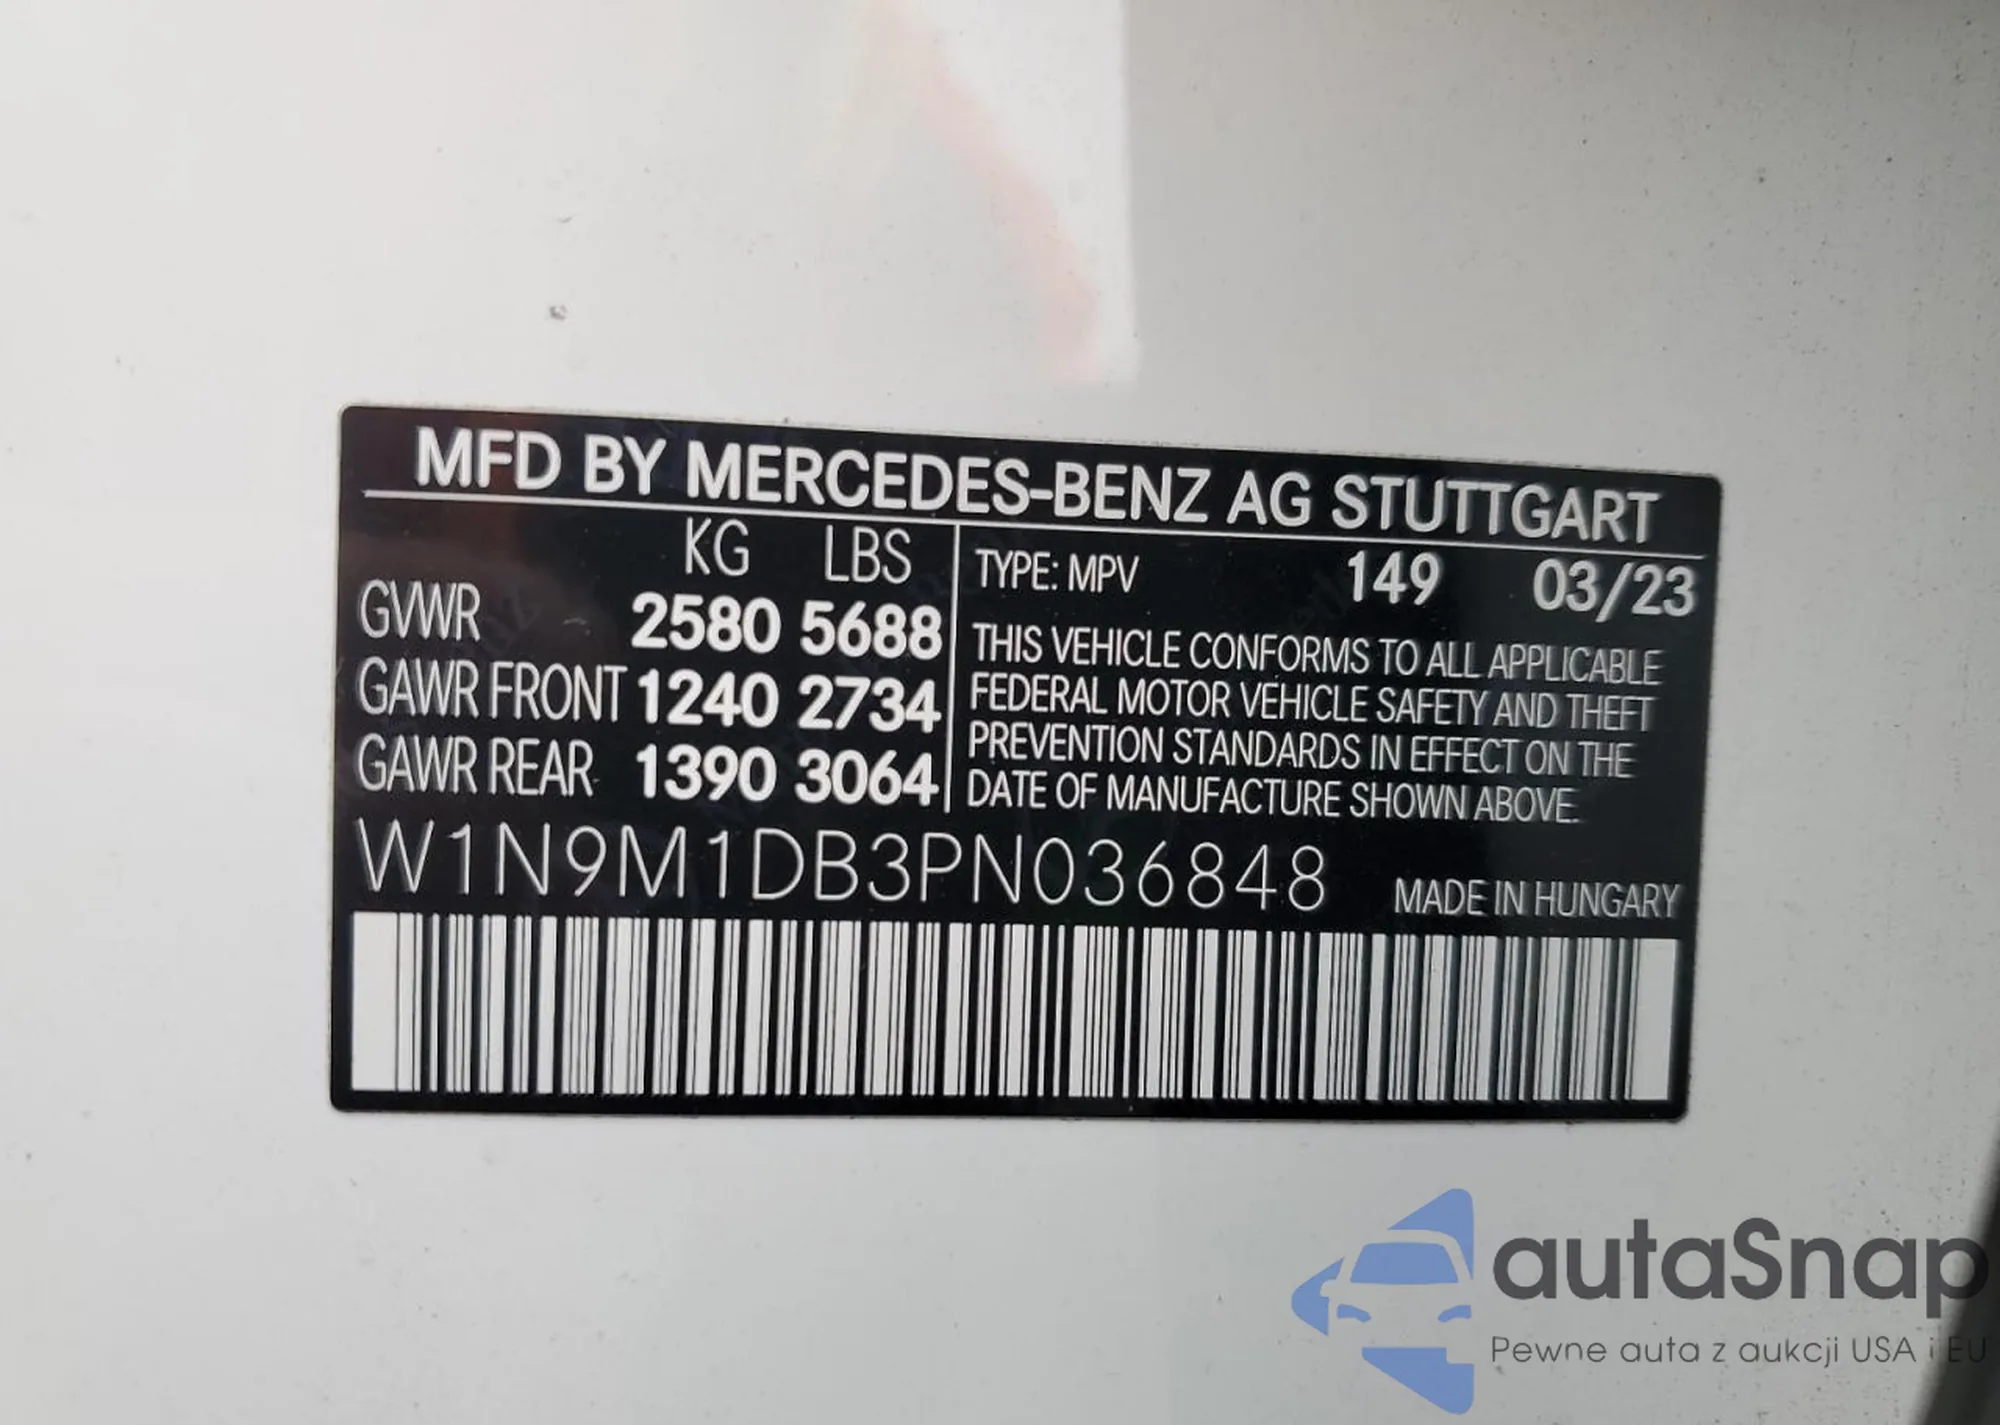 MFD BY MERCEDES-BENZ AG STUTTGART
KG LBS
GVWR 2580 5688
GAWR FRONT 1240 2734
GAWR REAR 1390 3064
TYPE: MPV 149 03/23
THIS VEHICLE CONFORMS TO ALL APPLICABLE
FEDERAL MOTOR VEHICLE SAFETY AND THEFT
PREVENTION STANDARDS IN EFFECT ON THE
DATE OF MANUFACTURE SHOWN ABOVE.
W1N9M1DB3PN036848 MADE IN HUNGARY
autaSnap
Pewne auta z aukcji USA i EU